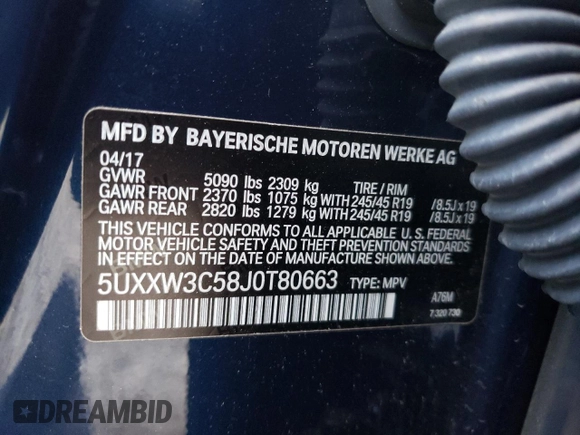 MFD BY BAYERISCHE MOTOREN WERKE AG
04/17
GVWR 5090 lbs 2309 kg TIRE / RIM
GAWR FRONT 2370 lbs 1075 kg WITH 245/45 R19 /8.5J x 19
GAWR REAR 2820 lbs 1279 kg WITH 245/45 R19 /8.5J x 19
THIS VEHICLE CONFORMS TO ALL APPLICABLE U. S. FEDERAL
MOTOR VEHICLE SAFETY AND THEFT PREVENTION STANDARDS
IN EFFECT ON THE DATE OF MANUFACTURE SHOWN ABOVE.
5UXXW3C58J0T80663 TYPE: MPV
A76M
7 320 730
DREAMBID